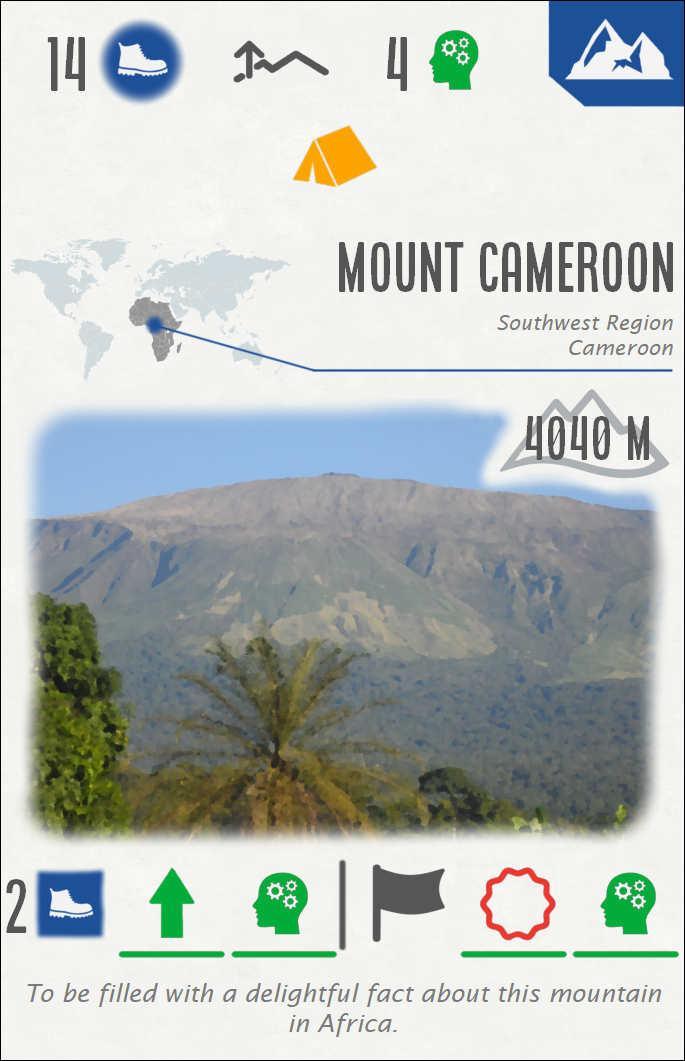 14
4
MOUNT CAMEROON
Southwest Region
Cameroon
4040 M
2
To be filled with a delightful fact about this mountain
in Africa.